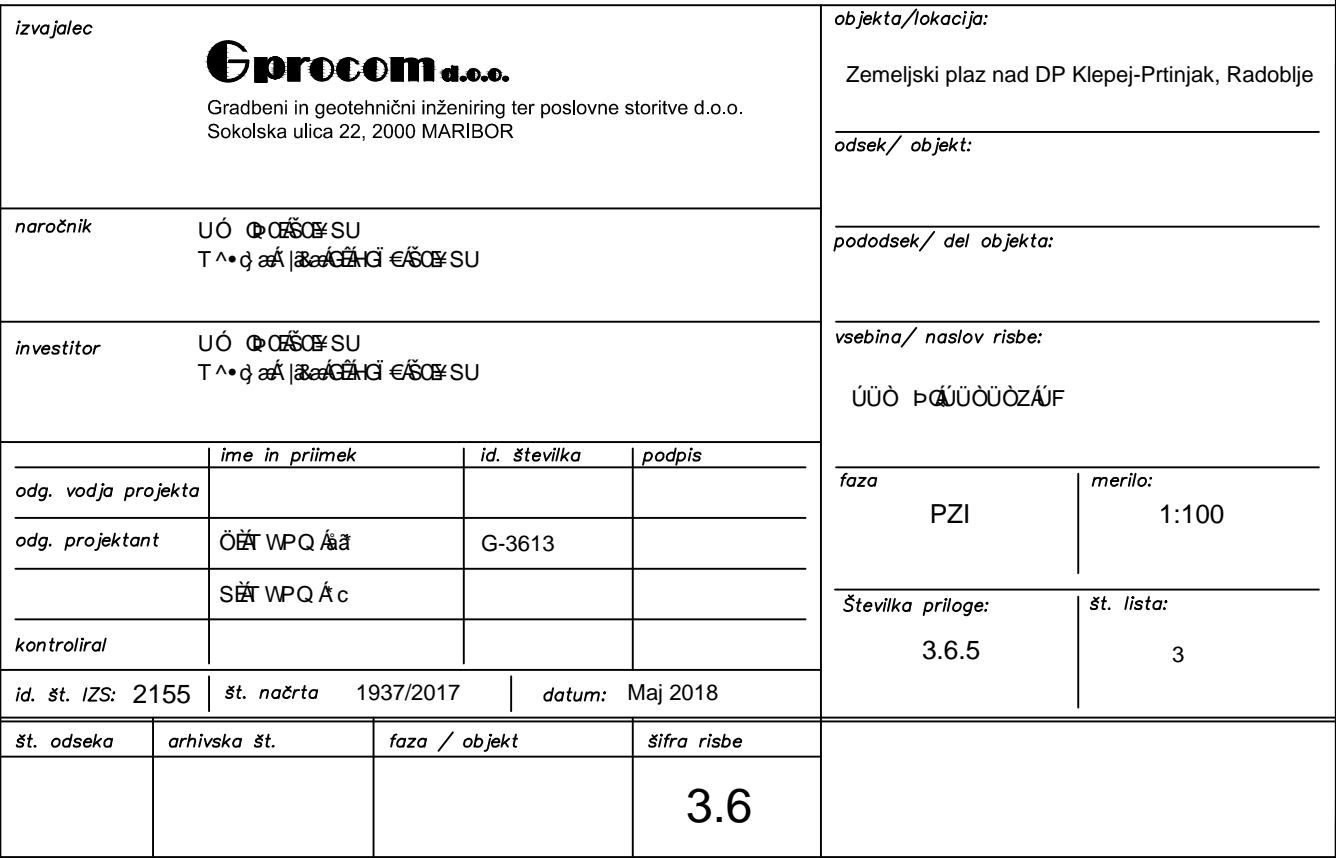 izvajalec
Gprocom d.o.o.
Gradbeni in geotehnični inženiring ter poslovne storitve d.o.o.
Sokolska ulica 22, 2000 MARIBOR
naročnik
investitor
ime in priimek
id. številka
podpis
odg. vodja projekta
odg. projektant
G-3613
kontroliral
id. št. IZS: 2155
št. načrta 1937/2017
datum: Maj 2018
št. odseka
arhivska št.
faza / objekt
šifra risbe
3.6
objekta/lokacija:
Zemeljski plaz nad DP Klepej-Prtinjak, Radoblje
odsek/ objekt:
pododsek/ del objekta:
vsebina/ naslov risbe:
faza
PZI
merilo:
1:100
Številka priloge:
3.6.5
št. lista:
3